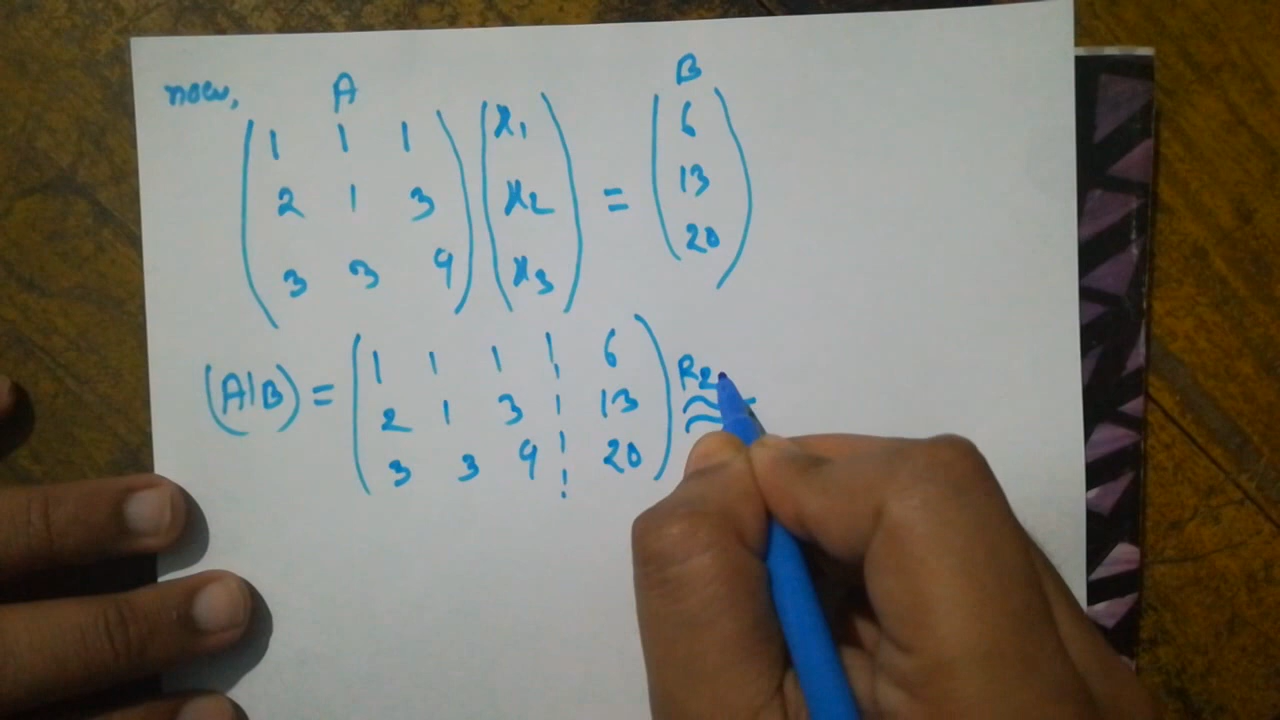 now, A B
( 1 1 1 ) ( x1 ) ( 6 )
( 2 1 3 ) ( x2 ) = ( 13 )
( 3 3 9 ) ( x3 ) ( 20 )
( 1 1 1 ¦ 6 ) R2
(A|B) = ( 2 1 3 ¦ 13 ) ≈
( 3 3 9 ¦ 20 )